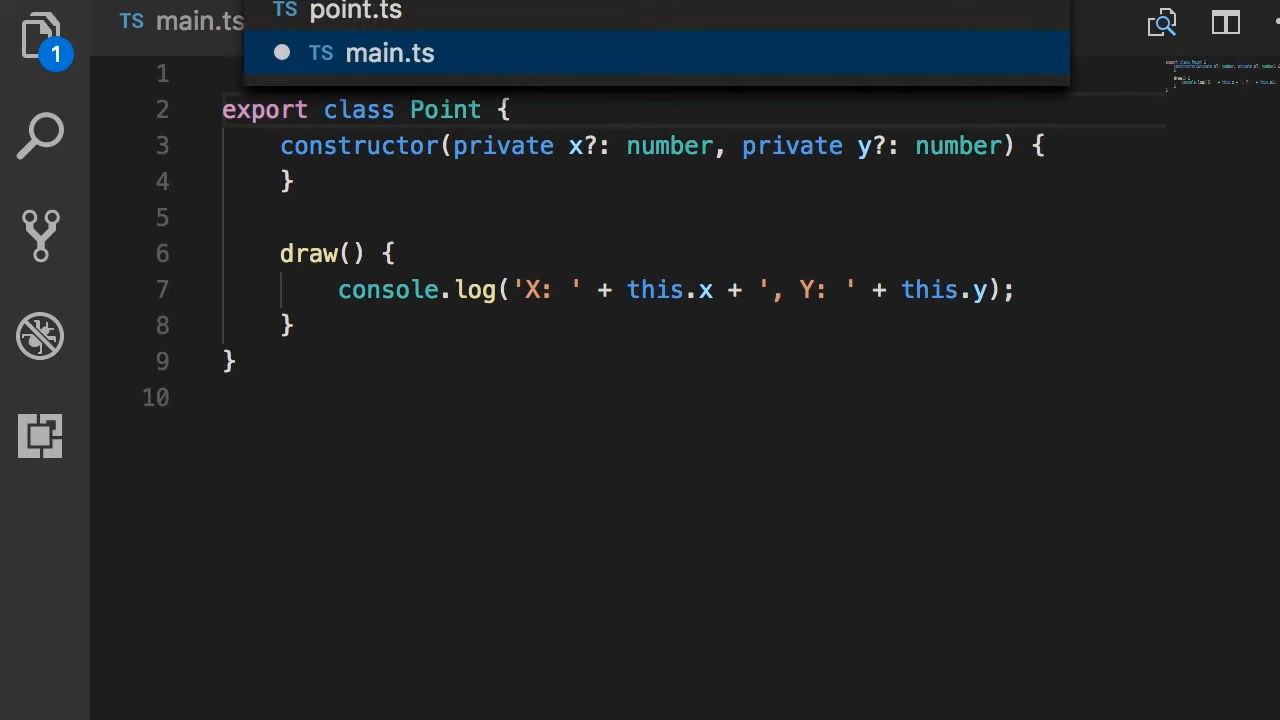 TS point.ts
TS main.ts
TS main.ts
1
1
2 export class Point {
3 constructor(private x?: number, private y?: number) {
4 }
5
6 draw() {
7 console.log('X: ' + this.x + ', Y: ' + this.y);
8 }
9 }
10